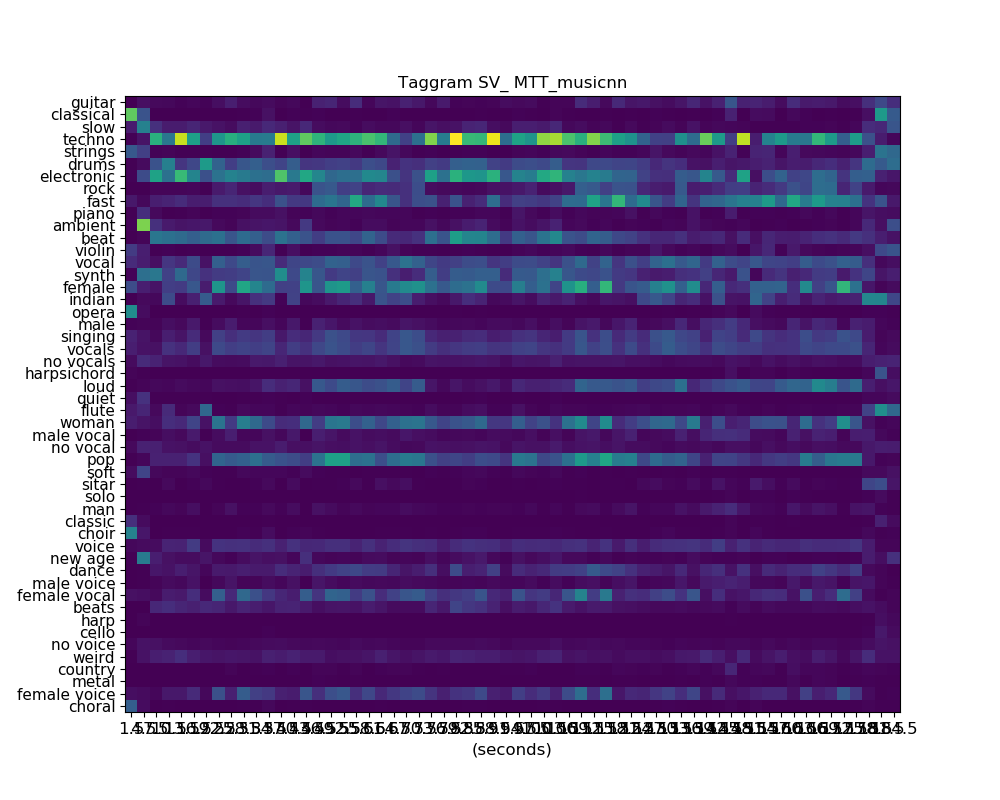 Taggram SV_ MTT_musicnn
guitar
classical
slow
techno
strings
drums
electronic
rock
fast
piano
ambient
beat
violin
vocal
synth
female
indian
opera
male
singing
vocals
no vocals
harpsichord
loud
quiet
flute
woman
male vocal
no vocal
pop
soft
sitar
solo
man
classic
choir
voice
new age
dance
male voice
female vocal
beats
harp
cello
no voice
weird
country
metal
female voice
choral
(seconds)